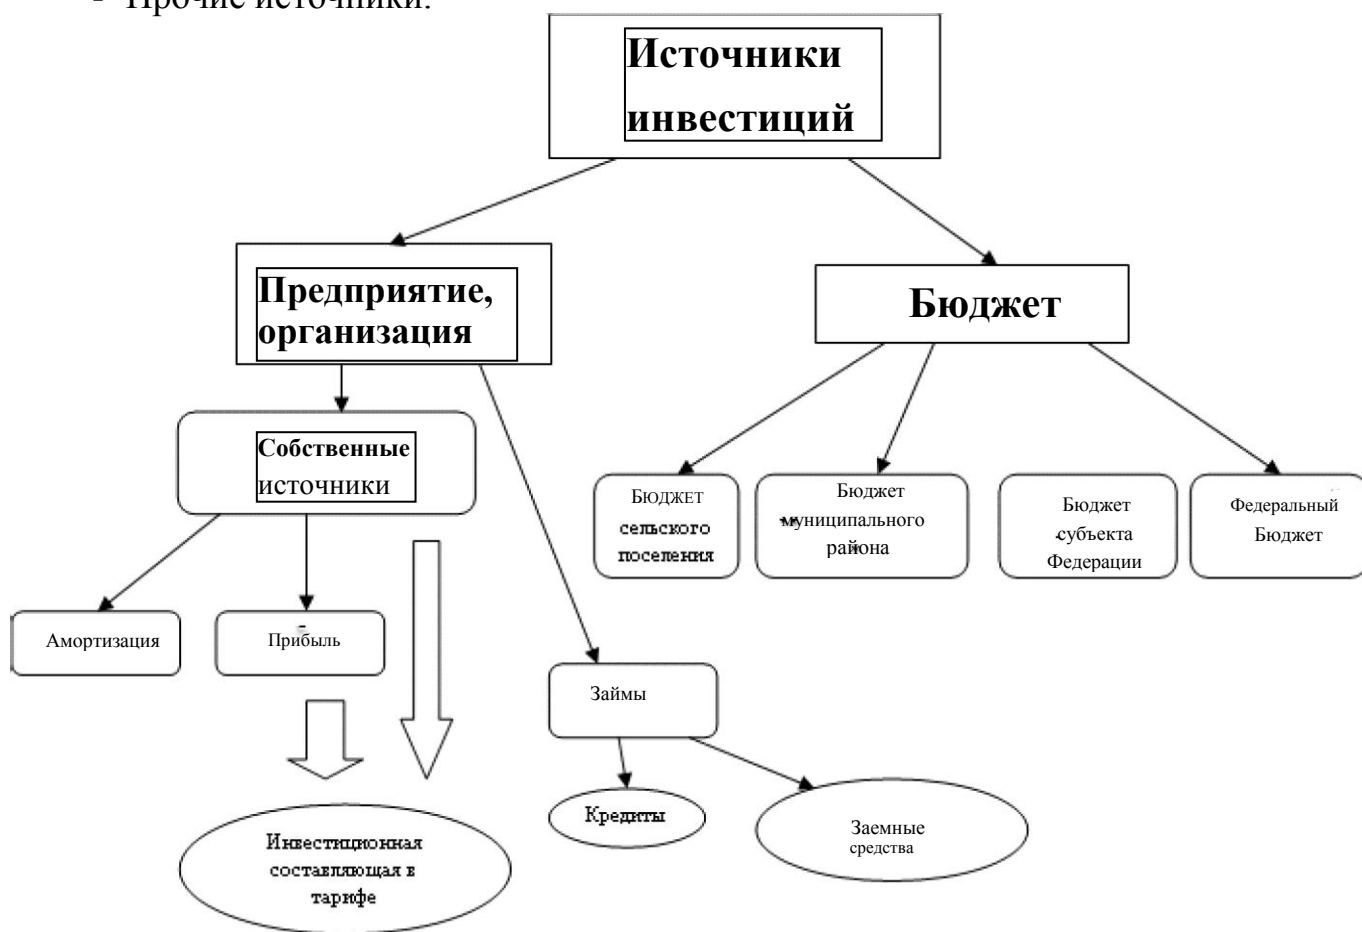 - Прочие источники.
Источники
инвестиций
Предприятие,
организация
Бюджет
Собственные
источники
БЮДЖЕТ
сельского
поселения
Бюджет
муниципального
района
Бюджет
субъекта
Федерации
Федеральный
Бюджет
Амортизация
Прибыль
Займы
Кредиты
Заемные
средства
Инвестиционная
составляющая в
тарифе